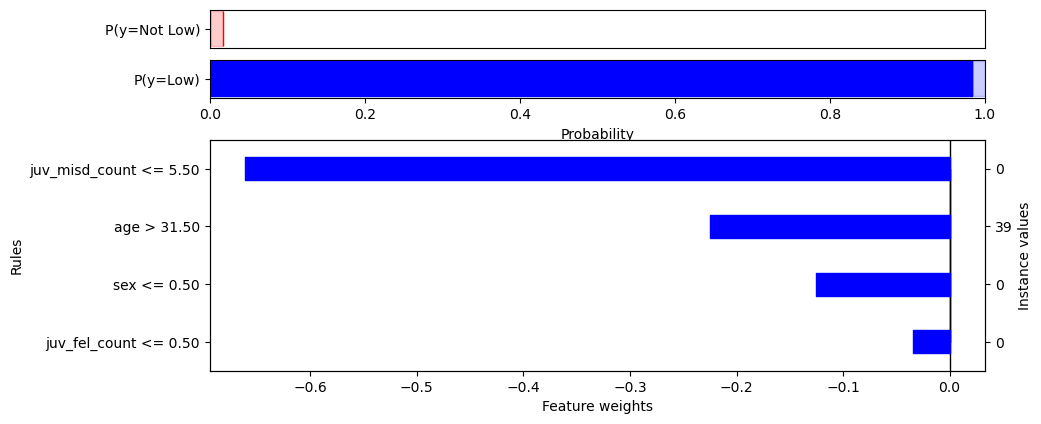 P(y=Not Low)
P(y=Low)
0.0 0.2 0.4 0.6 0.8 1.0
Probability
Rules
juv_misd_count <= 5.50 0
age > 31.50 39
sex <= 0.50 0
juv_fel_count <= 0.50 0
Instance values
−0.6 −0.5 −0.4 −0.3 −0.2 −0.1 0.0
Feature weights